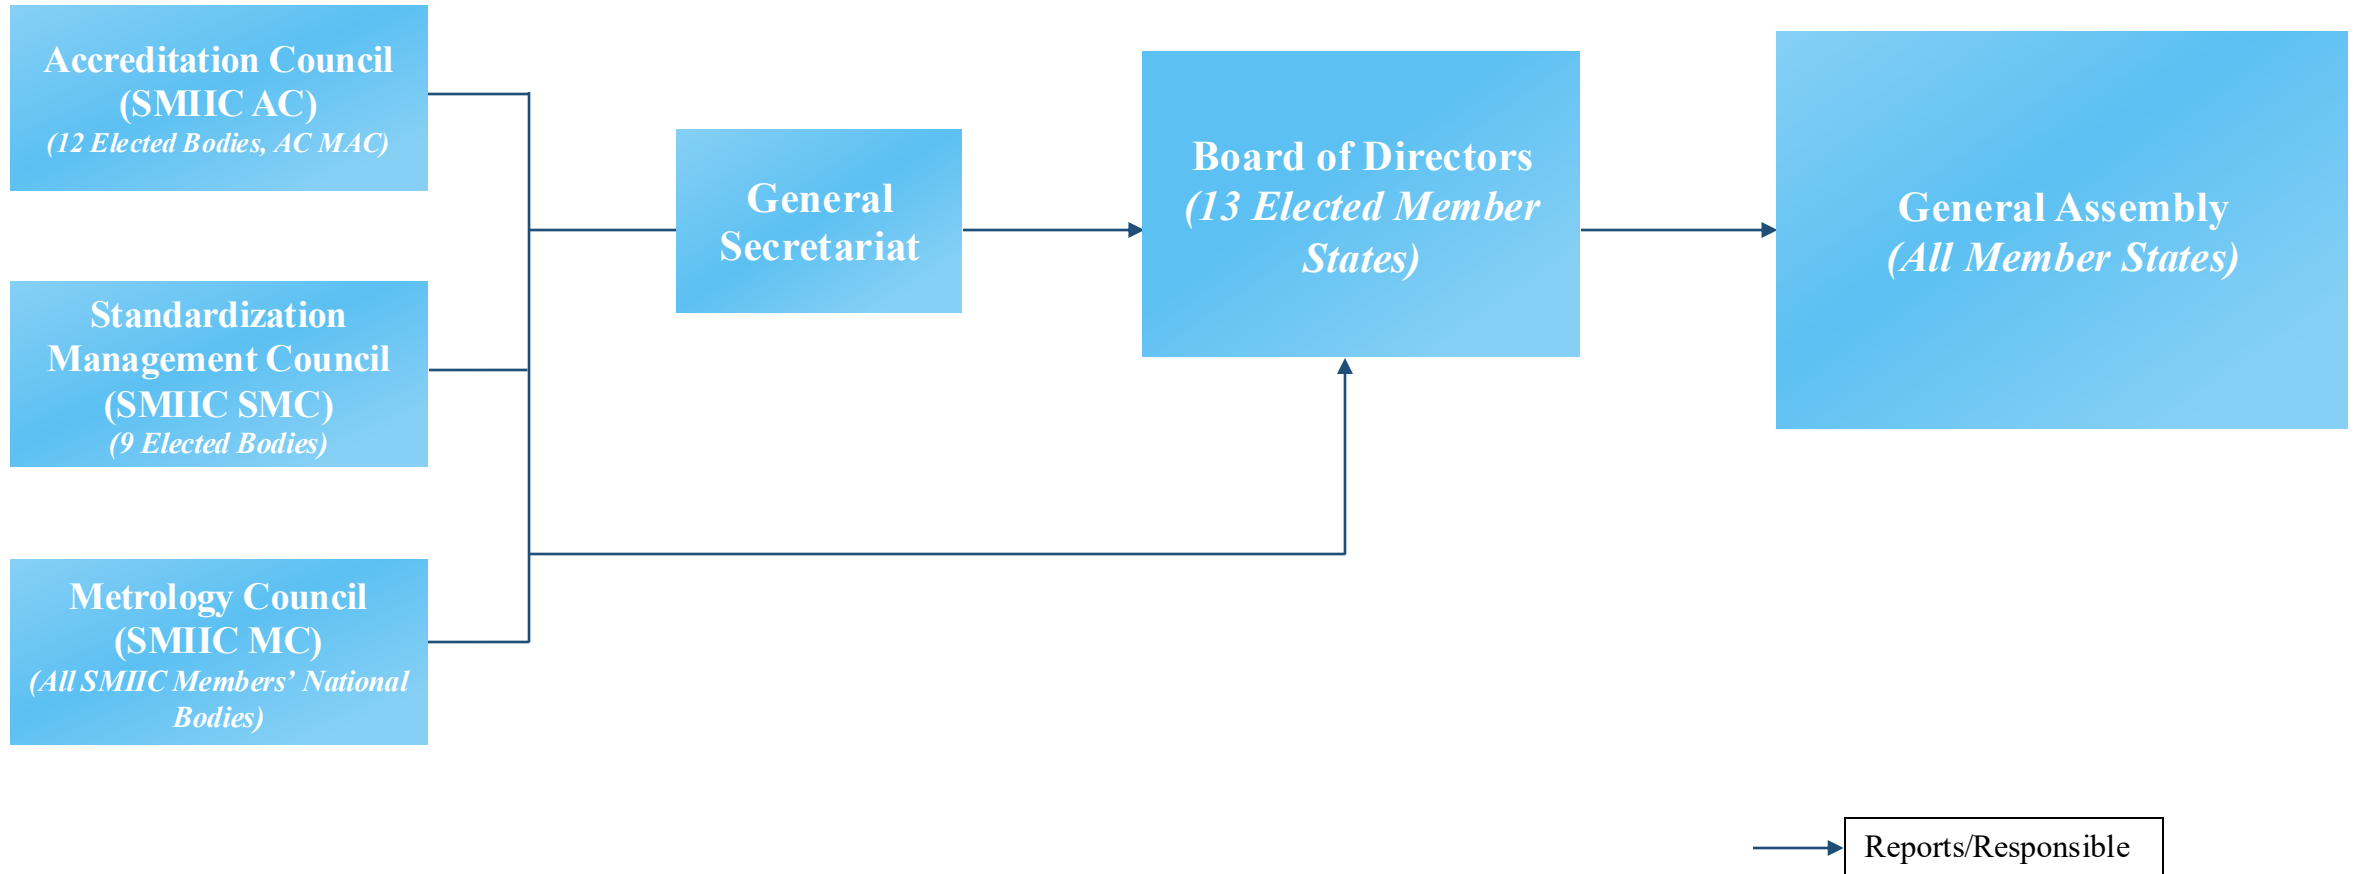 Accreditation Council
(SMIIC AC)
(12 Elected Bodies, AC MAC)
Standardization
Management Council
(SMIIC SMC)
(9 Elected Bodies)
Metrology Council
(SMIIC MC)
(All SMIIC Members’ National
Bodies)
General
Secretariat
Board of Directors
(13 Elected Member
States)
General Assembly
(All Member States)
Reports/Responsible